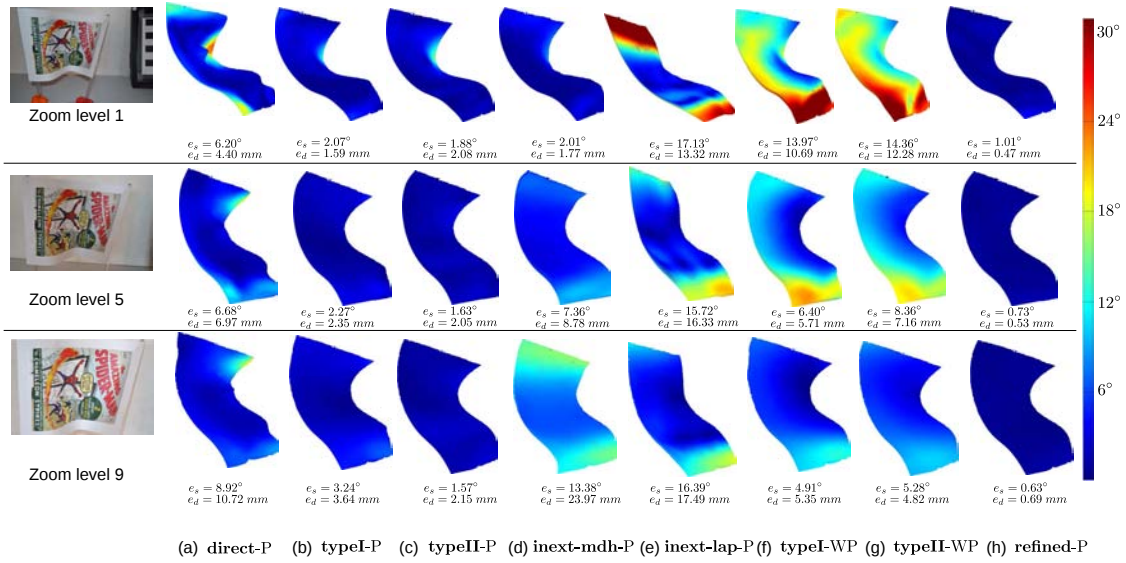 30°
24°
18°
12°
6°
Zoom level 1
e_s = 6.20°
e_d = 4.40 mm
e_s = 2.07°
e_d = 1.59 mm
e_s = 1.88°
e_d = 2.08 mm
e_s = 2.01°
e_d = 1.77 mm
e_s = 17.13°
e_d = 13.32 mm
e_s = 13.97°
e_d = 10.69 mm
e_s = 14.36°
e_d = 12.28 mm
e_s = 1.01°
e_d = 0.47 mm
Zoom level 5
e_s = 6.68°
e_d = 6.97 mm
e_s = 2.27°
e_d = 2.35 mm
e_s = 1.63°
e_d = 2.05 mm
e_s = 7.36°
e_d = 8.78 mm
e_s = 15.72°
e_d = 16.33 mm
e_s = 6.40°
e_d = 5.71 mm
e_s = 8.36°
e_d = 7.16 mm
e_s = 0.73°
e_d = 0.53 mm
Zoom level 9
e_s = 8.92°
e_d = 10.72 mm
e_s = 3.24°
e_d = 3.64 mm
e_s = 1.57°
e_d = 2.15 mm
e_s = 13.38°
e_d = 23.97 mm
e_s = 16.39°
e_d = 17.49 mm
e_s = 4.91°
e_d = 5.35 mm
e_s = 5.28°
e_d = 4.82 mm
e_s = 0.63°
e_d = 0.69 mm
(a) direct-P
(b) typeI-P
(c) typeII-P
(d) inext-mdh-P
(e) inext-lap-P
(f) typeI-WP
(g) typeII-WP
(h) refined-P